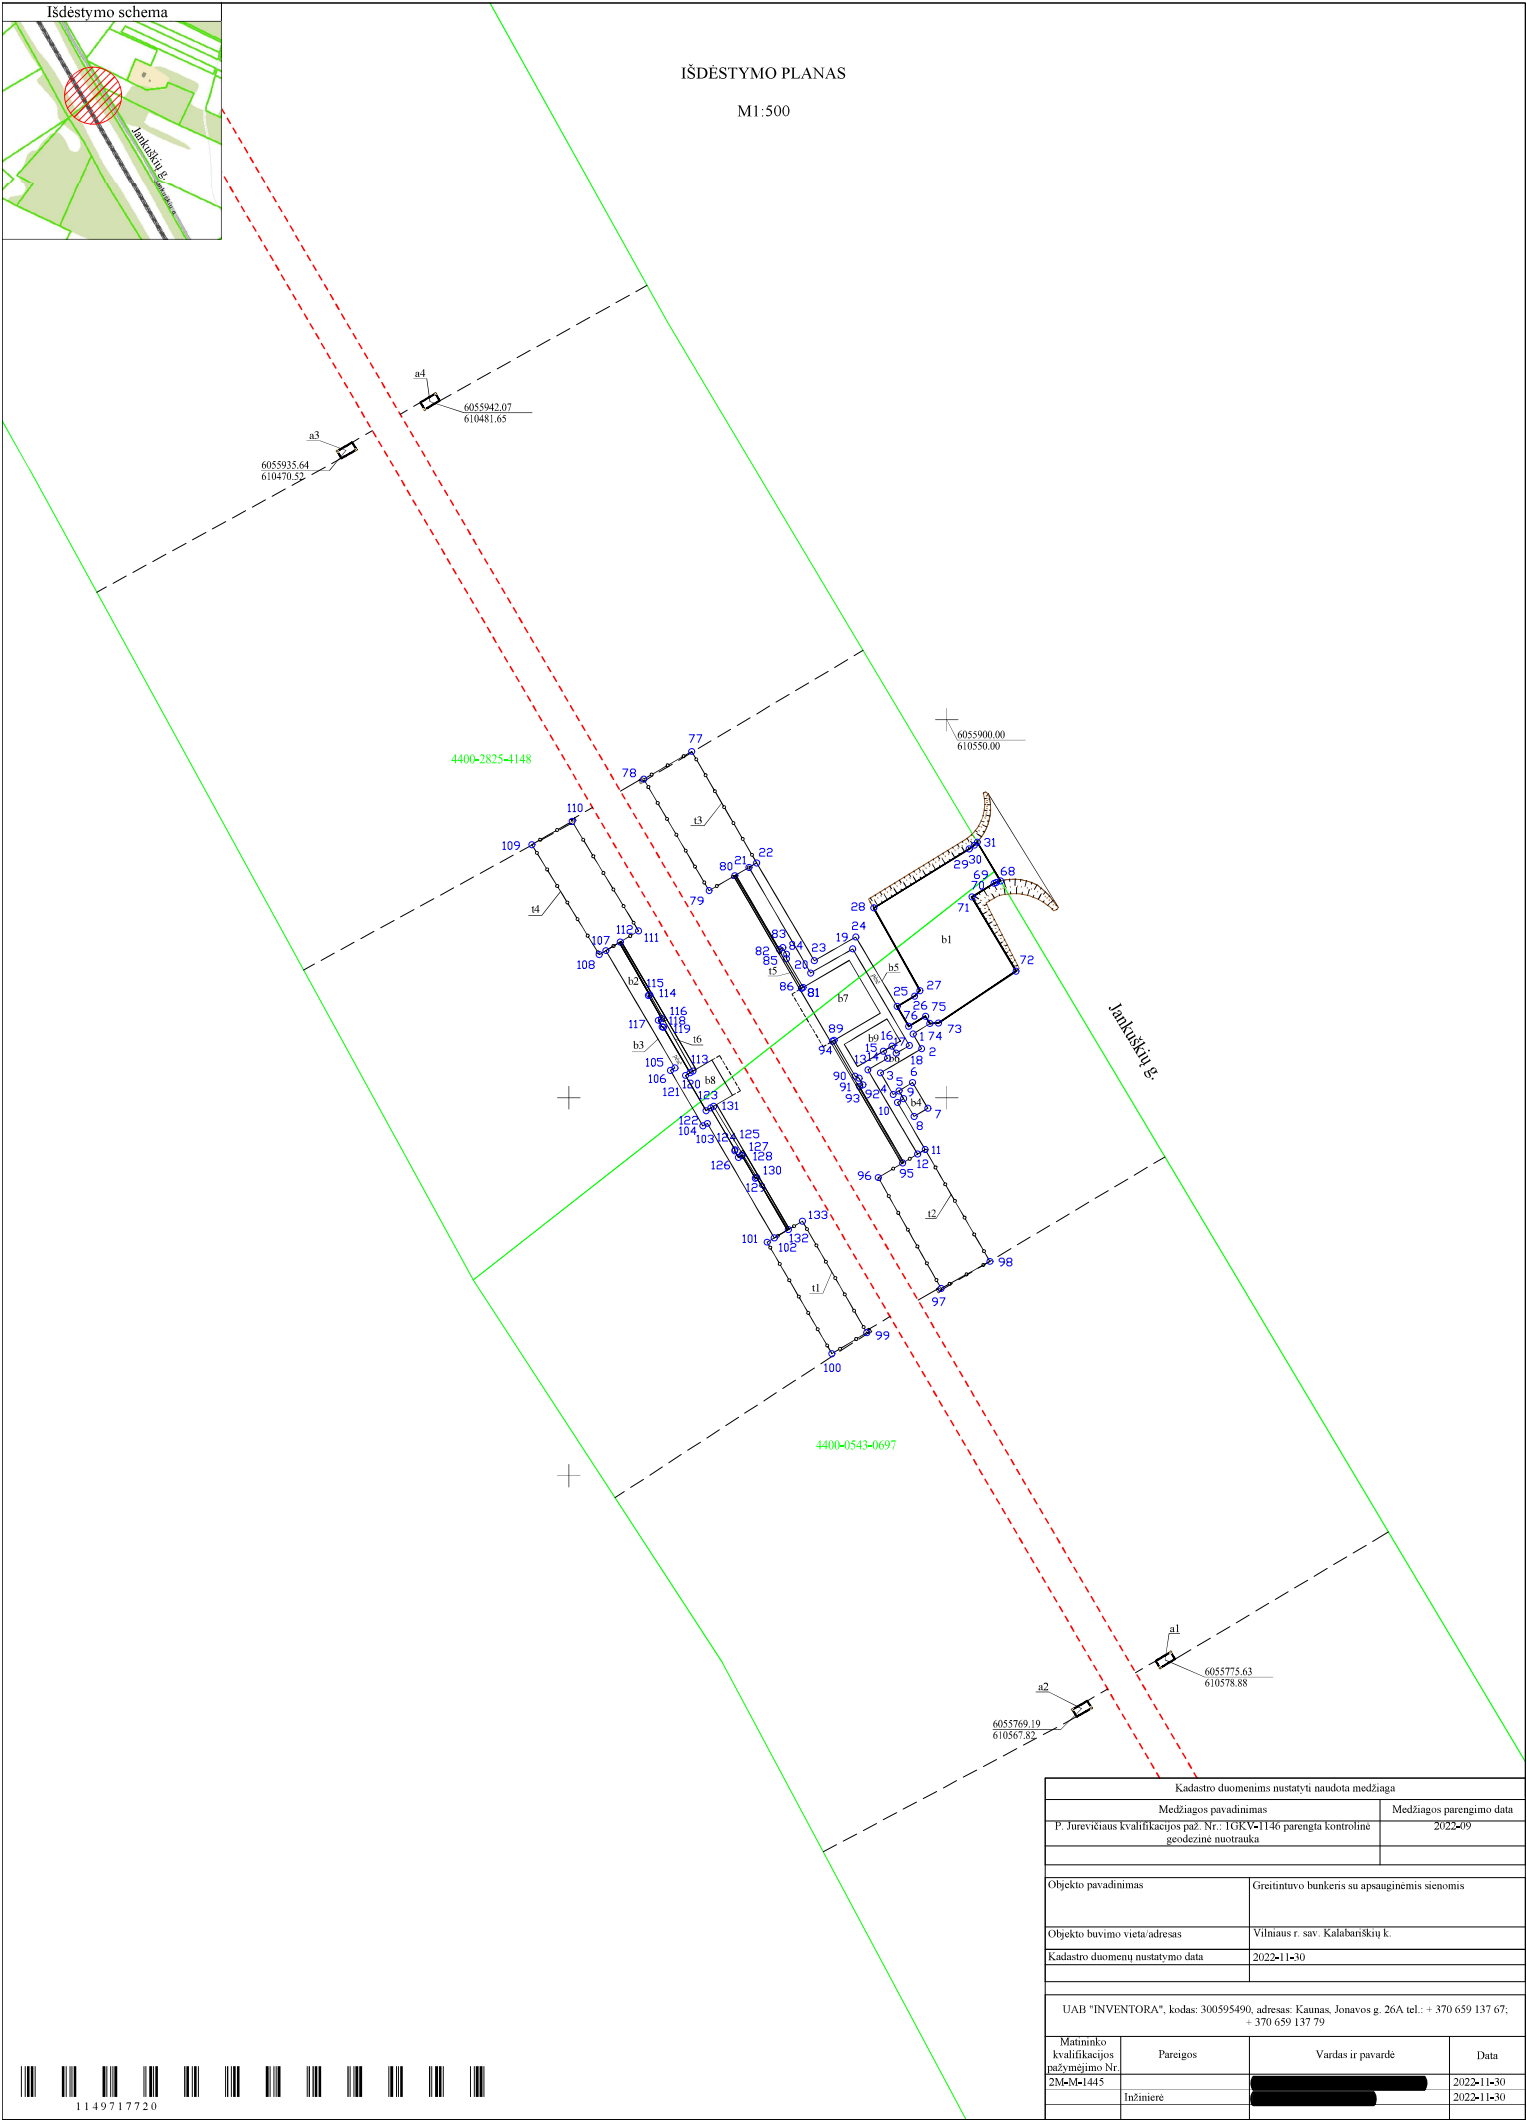 Išdėstymo schema
Jankuškių g.
Jankuškių g.
IŠDĖSTYMO PLANAS
M1:500
a4
6055942.07
610481.65
a3
6055935.64
610470.52
6055900.00
610550.00
4400-2825-4148
77
78
t3
110
109
t4
80
21
22
79
31
30
29
69
68
70
71
28
b1
72
107
112
111
108
83
82
84
85
19
24
23
20
t5
b5
86
81
b7
25
27
26
75
76
73
74
1
2
b2
115
114
116
117
118
119
b3
t6
105
106
113
120
121
b8
89
94
b9
16
17
15
14
18
b6
13
90
91
92
93
3
4
5
6
9
10
b4
7
8
123
131
122
104
103
124
125
127
126
128
130
129
11
12
95
96
t2
Jankuškių g.
133
132
101
102
98
97
t1
99
100
4400-0543-0697
a1
6055775.63
610578.88
a2
6055769.19
610567.82
Kadastro duomenims nustatyti naudota medžiaga
Medžiagos pavadinimas
Medžiagos parengimo data
P. Jurevičiaus kvalifikacijos paž. Nr.: 1GKV-1146 parengta kontrolinė
geodezinė nuotrauka
2022-09
Objekto pavadinimas
Greitintuvo bunkeris su apsauginėmis sienomis
Objekto buvimo vieta/adresas
Vilniaus r. sav. Kalabariškių k.
Kadastro duomenų nustatymo data
2022-11-30
UAB "INVENTORA", kodas: 300595490, adresas: Kaunas, Jonavos g. 26A tel.: + 370 659 137 67;
+ 370 659 137 79
Matininko
kvalifikacijos
pažymėjimo Nr.
Pareigos
Vardas ir pavardė
Data
2M-M-1445
2022-11-30
Inžinierė
2022-11-30
1149717720